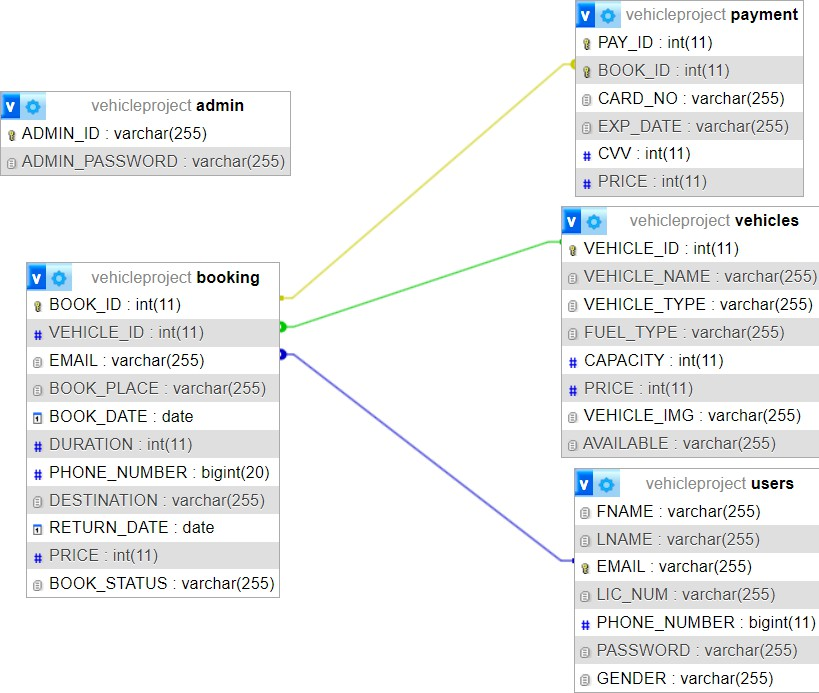 vehicleproject admin
ADMIN_ID : varchar(255)
ADMIN_PASSWORD : varchar(255)
vehicleproject booking
BOOK_ID : int(11)
VEHICLE_ID : int(11)
EMAIL : varchar(255)
BOOK_PLACE : varchar(255)
BOOK_DATE : date
DURATION : int(11)
PHONE_NUMBER : bigint(20)
DESTINATION : varchar(255)
RETURN_DATE : date
PRICE : int(11)
BOOK_STATUS : varchar(255)
vehicleproject payment
PAY_ID : int(11)
BOOK_ID : int(11)
CARD_NO : varchar(255)
EXP_DATE : varchar(255)
CVV : int(11)
PRICE : int(11)
vehicleproject vehicles
VEHICLE_ID : int(11)
VEHICLE_NAME : varchar(255)
VEHICLE_TYPE : varchar(255)
FUEL_TYPE : varchar(255)
CAPACITY : int(11)
PRICE : int(11)
VEHICLE_IMG : varchar(255)
AVAILABLE : varchar(255)
vehicleproject users
FNAME : varchar(255)
LNAME : varchar(255)
EMAIL : varchar(255)
LIC_NUM : varchar(255)
PHONE_NUMBER : bigint(11)
PASSWORD : varchar(255)
GENDER : varchar(255)